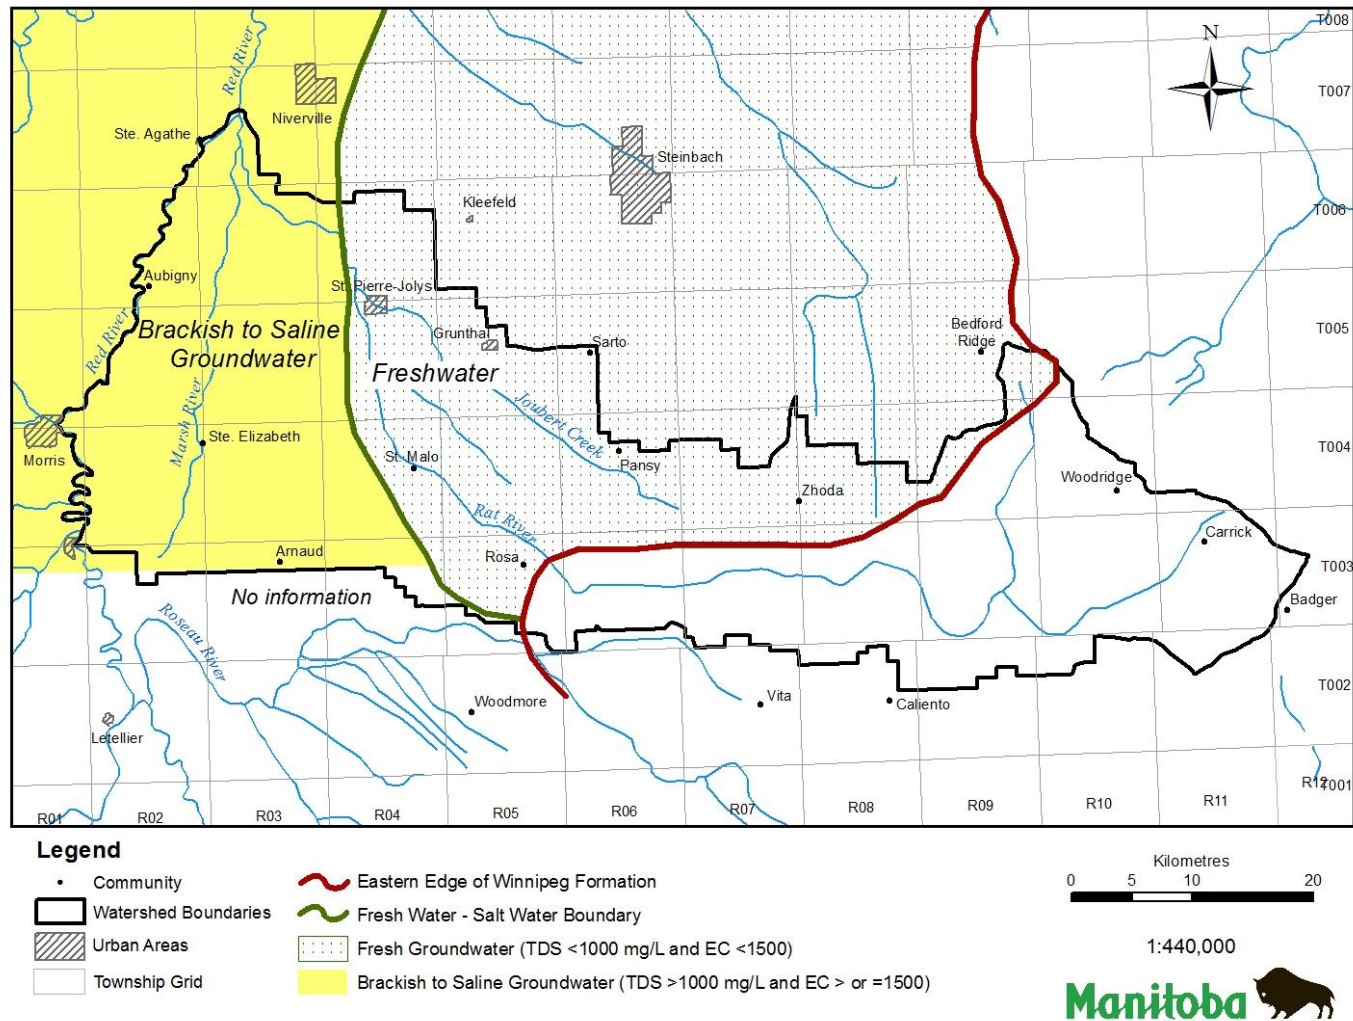 T008
N
Red River
T007
Niverville
Ste. Agathe
Steinbach
Kleefeld
T006
Aubigny
St. Pierre-Jolys
Red River
Brackish to Saline
Groundwater
Grunthal
Sarto
Bedford
Ridge
T005
Freshwater
Joubert Creek
Marsh River
Ste. Elizabeth
Morris
St. Malo
Pansy
T004
Woodridge
Zhoda
Rat River
Carrick
Arnaud
Rosa
T003
No information
Badger
Roseau River
Woodmore
Vita
Caliento
T002
Letellier
R12
T001
R01
R02
R03
R04
R05
R06
R07
R08
R09
R10
R11
Legend
Community
Watershed Boundaries
Urban Areas
Township Grid
Eastern Edge of Winnipeg Formation
Fresh Water - Salt Water Boundary
Fresh Groundwater (TDS <1000 mg/L and EC <1500)
Brackish to Saline Groundwater (TDS >1000 mg/L and EC > or =1500)
Kilometres
0 5 10 20
1:440,000
Manitoba